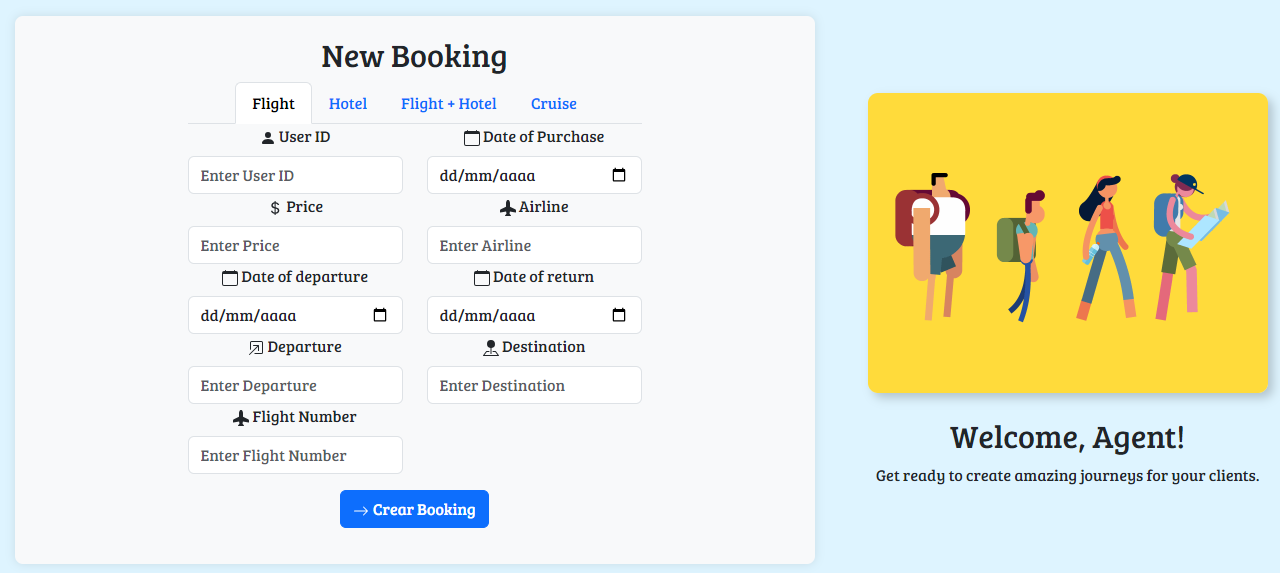 New Booking
Flight Hotel Flight + Hotel Cruise
User ID Date of Purchase
Enter User ID dd/mm/aaaa
$ Price Airline
Enter Price Enter Airline
Date of departure Date of return
dd/mm/aaaa dd/mm/aaaa
Departure Destination
Enter Departure Enter Destination
Flight Number
Enter Flight Number
→ Crear Booking
Welcome, Agent!
Get ready to create amazing journeys for your clients.